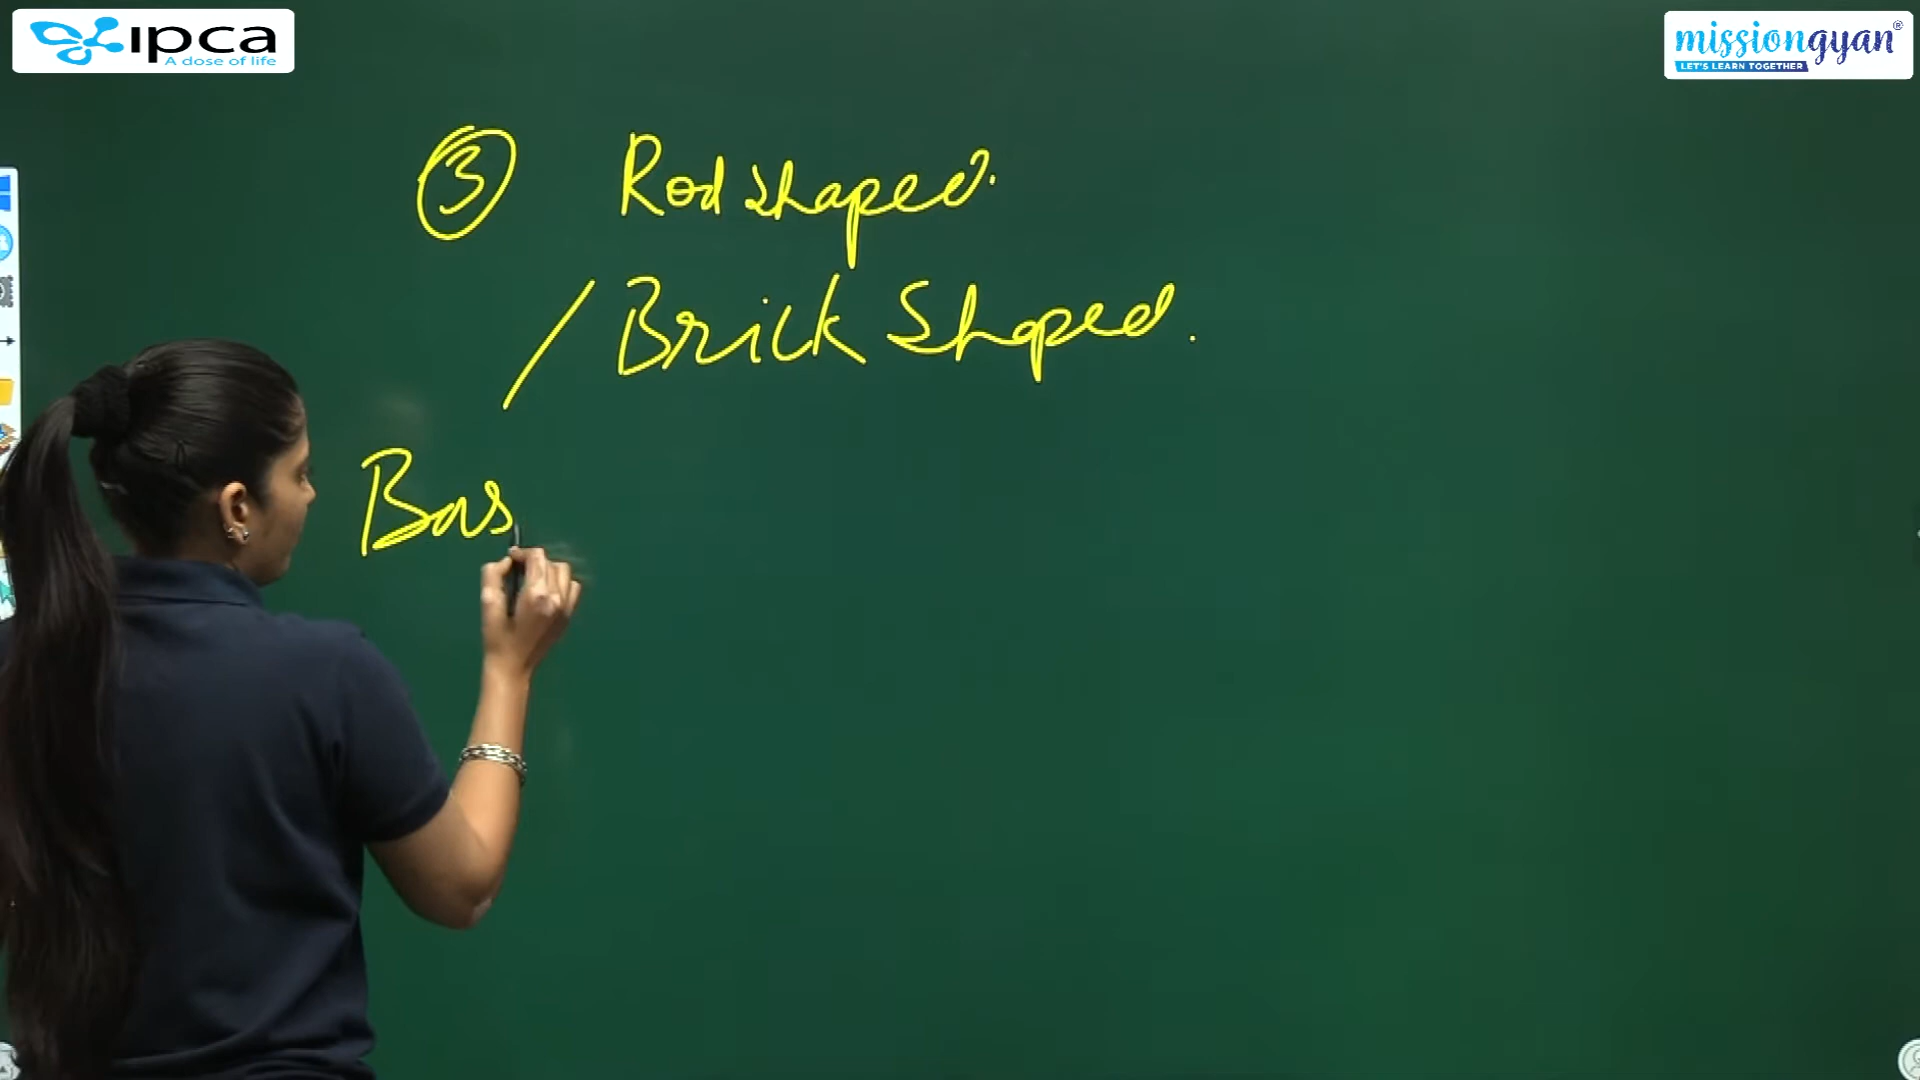 ipca
A dose of life
missiongyan®
LET'S LEARN TOGETHER
③ Rod shaped.
/ Brick Shaped.
Bas